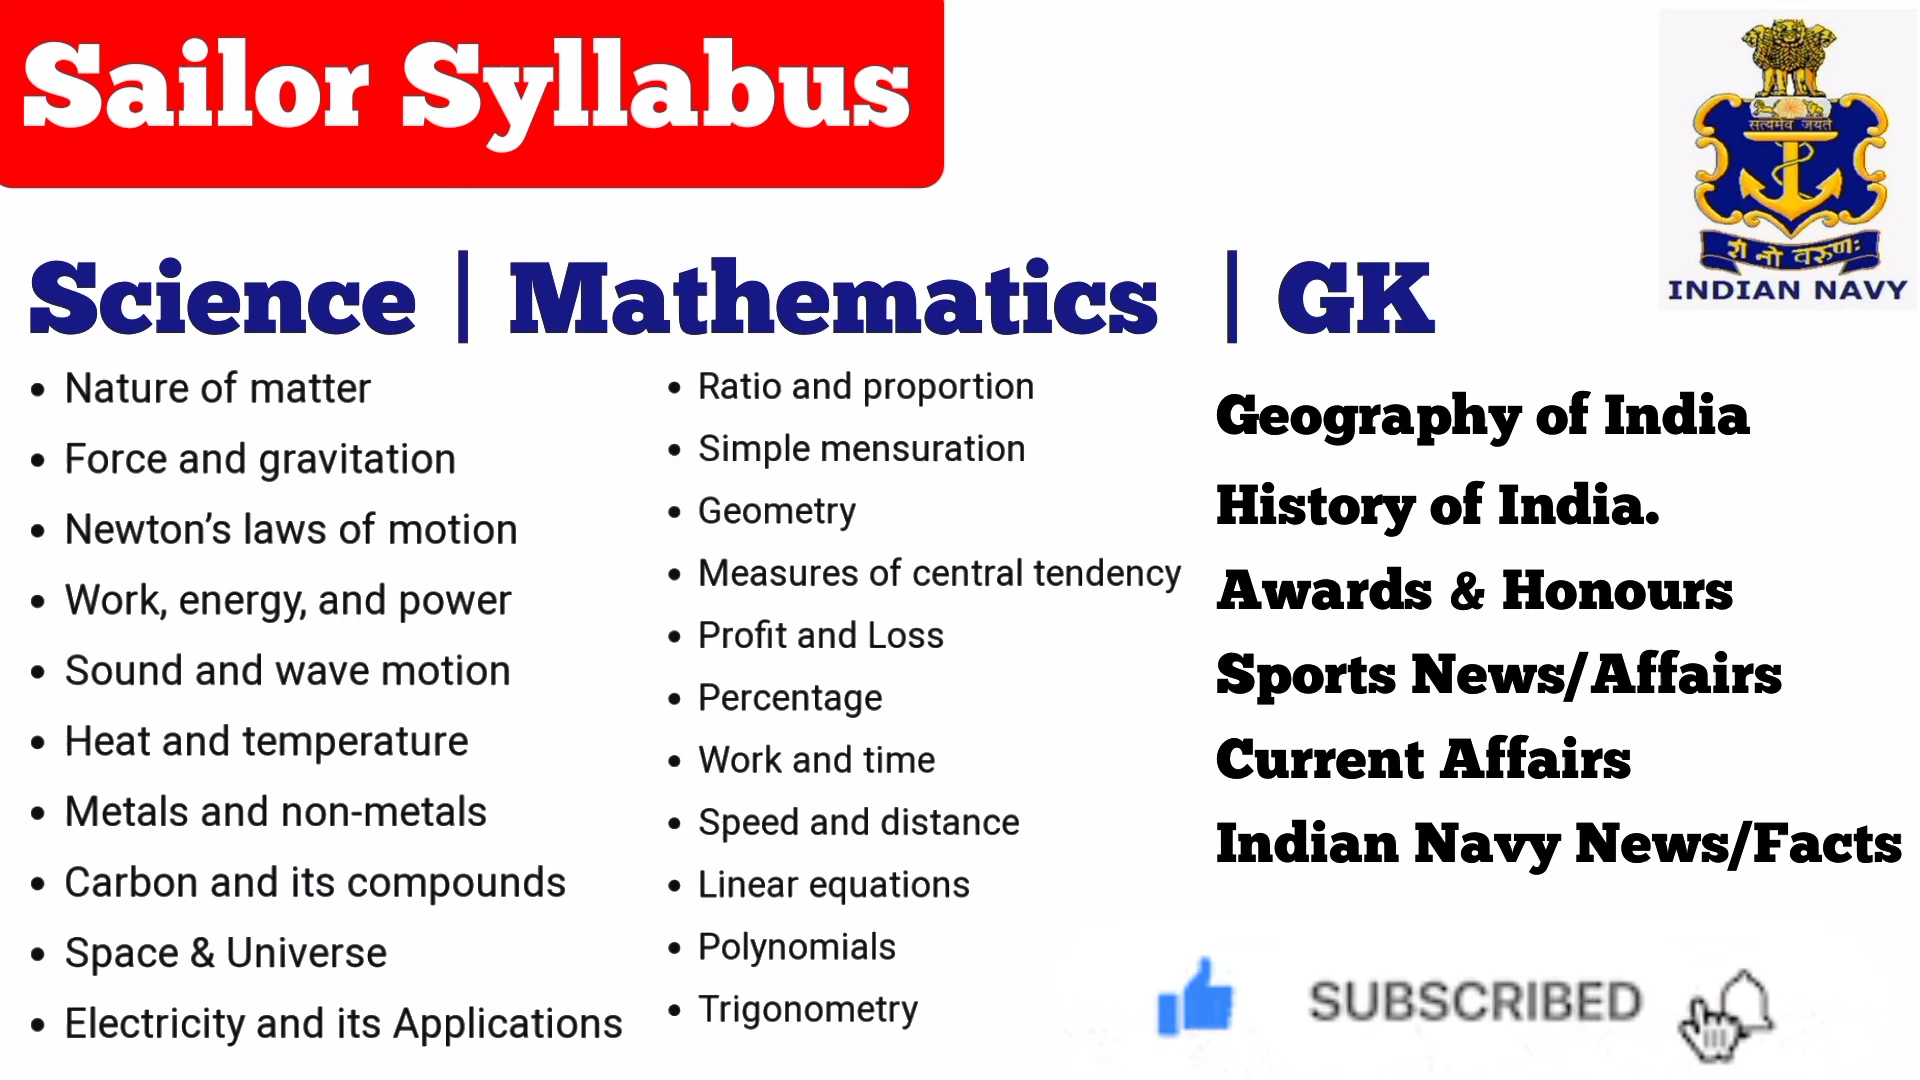 Sailor Syllabus
सत्यमेव जयते
शं नो वरुणः
INDIAN NAVY
Science | Mathematics | GK
• Nature of matter
• Force and gravitation
• Newton’s laws of motion
• Work, energy, and power
• Sound and wave motion
• Heat and temperature
• Metals and non-metals
• Carbon and its compounds
• Space & Universe
• Electricity and its Applications
• Ratio and proportion
• Simple mensuration
• Geometry
• Measures of central tendency
• Profit and Loss
• Percentage
• Work and time
• Speed and distance
• Linear equations
• Polynomials
• Trigonometry
Geography of India
History of India.
Awards & Honours
Sports News/Affairs
Current Affairs
Indian Navy News/Facts
SUBSCRIBED